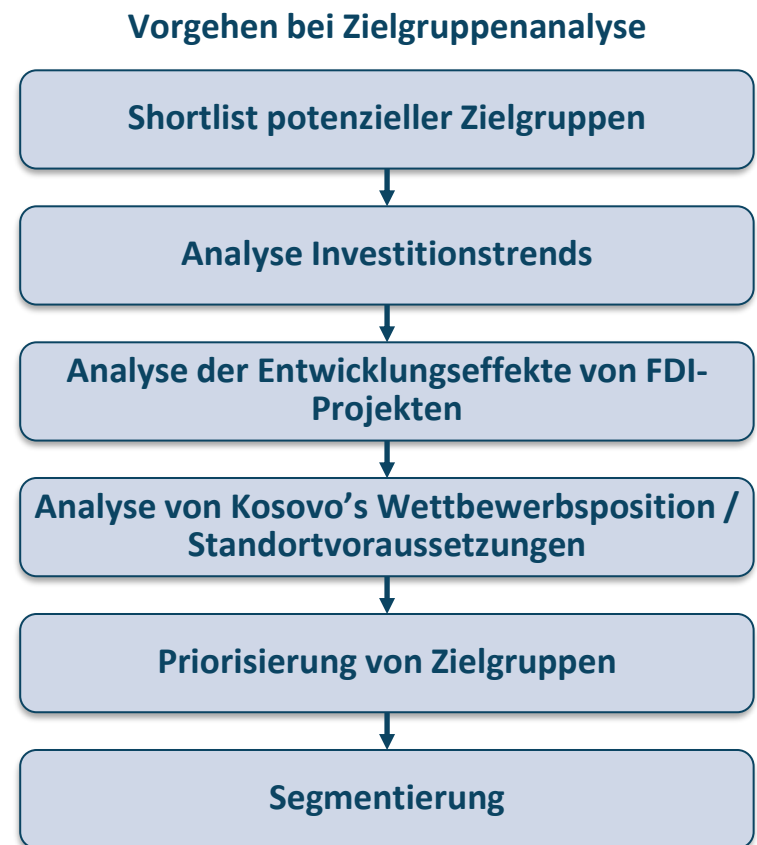 Vorgehen bei Zielgruppenanalyse
Shortlist potenzieller Zielgruppen
Analyse Investitionstrends
Analyse der Entwicklungseffekte von FDI-
Projekten
Analyse von Kosovo’s Wettbewerbsposition /
Standortvoraussetzungen
Priorisierung von Zielgruppen
Segmentierung